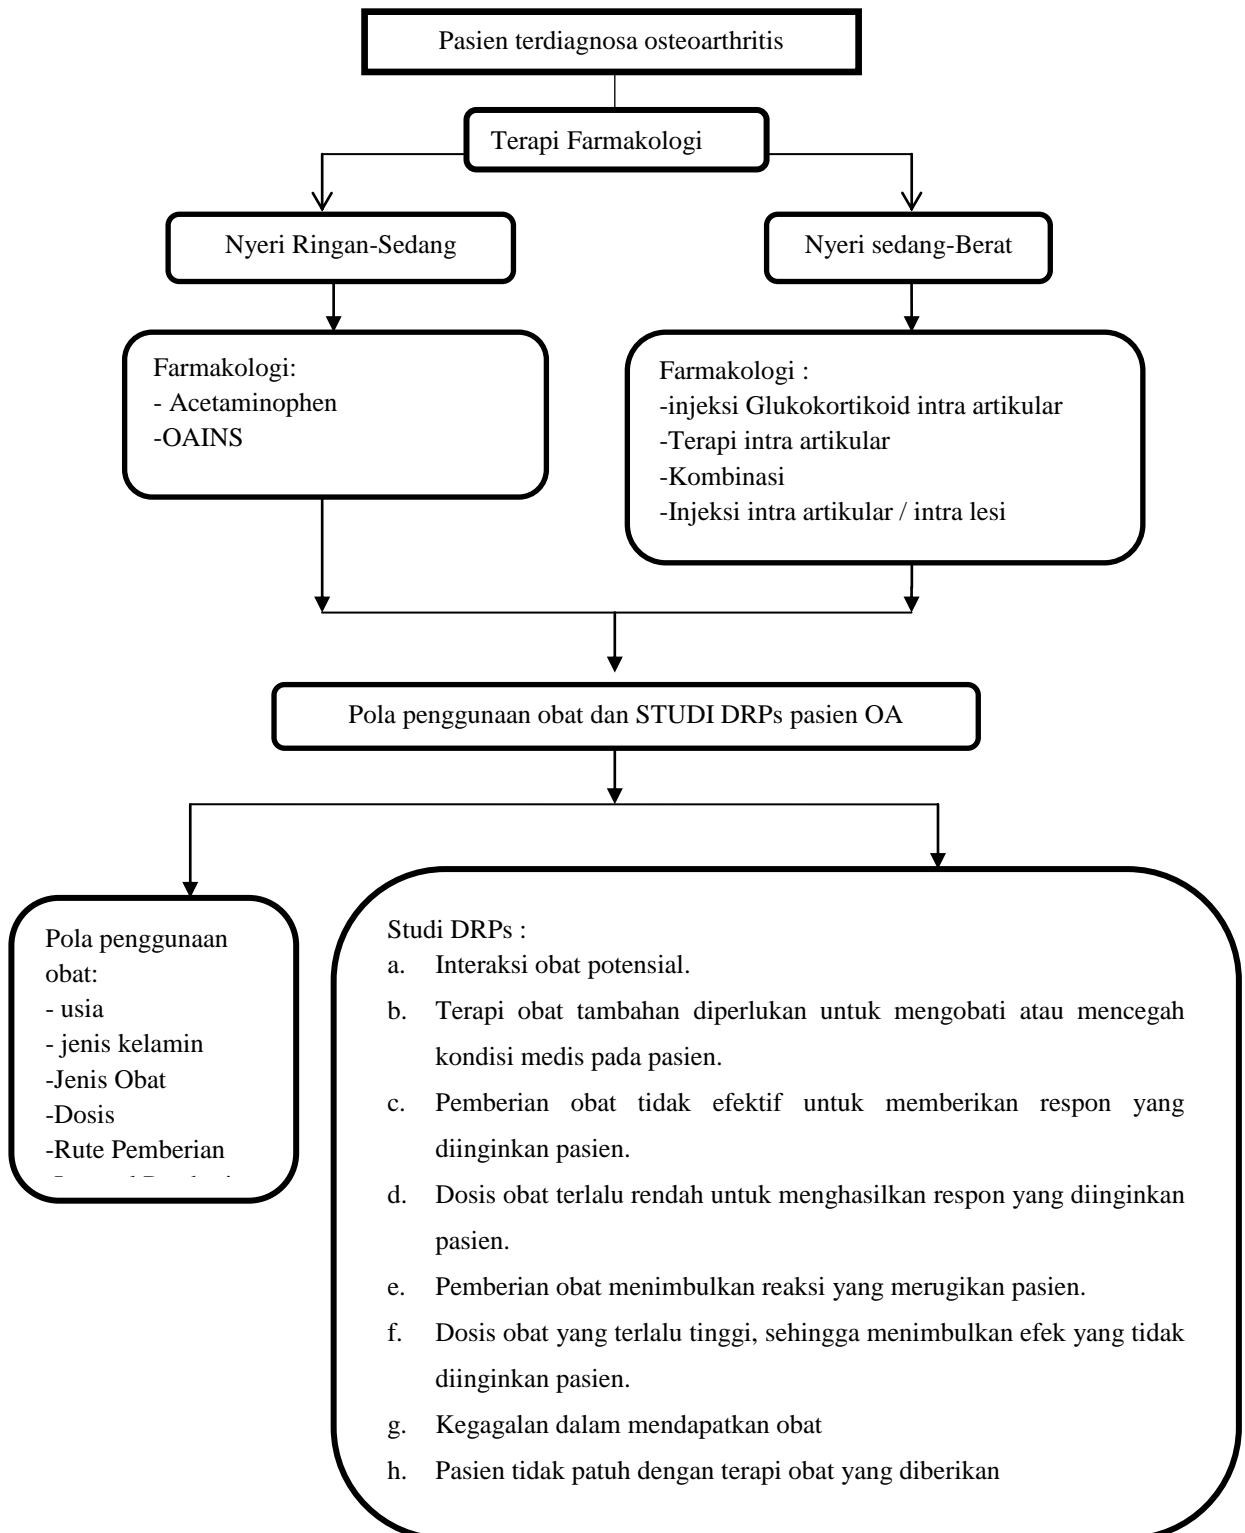 Pasien terdiagnosa osteoarthritis
Terapi Farmakologi
Nyeri Ringan-Sedang
Nyeri sedang-Berat
Farmakologi:
- Acetaminophen
-OAINS
Farmakologi :
-injeksi Glukokortikoid intra artikular
-Terapi intra artikular
-Kombinasi
-Injeksi intra artikular / intra lesi
Pola penggunaan obat dan STUDI DRPs pasien OA
Pola penggunaan
obat:
- usia
- jenis kelamin
-Jenis Obat
-Dosis
-Rute Pemberian
Studi DRPs :
a. Interaksi obat potensial.
b. Terapi obat tambahan diperlukan untuk mengobati atau mencegah
kondisi medis pada pasien.
c. Pemberian obat tidak efektif untuk memberikan respon yang
diinginkan pasien.
d. Dosis obat terlalu rendah untuk menghasilkan respon yang diinginkan
pasien.
e. Pemberian obat menimbulkan reaksi yang merugikan pasien.
f. Dosis obat yang terlalu tinggi, sehingga menimbulkan efek yang tidak
diinginkan pasien.
g. Kegagalan dalam mendapatkan obat
h. Pasien tidak patuh dengan terapi obat yang diberikan